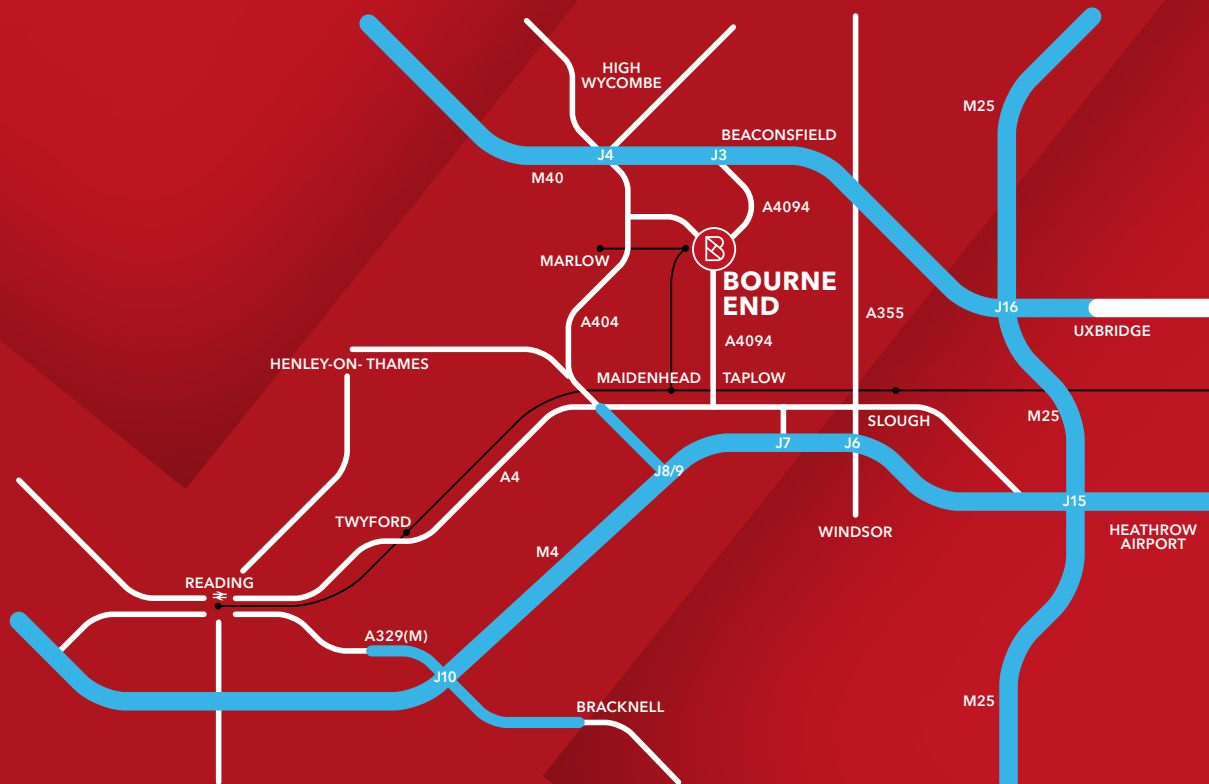 HIGH
WYCOMBE
M25
BEACONSFIELD
J4
J3
M40
A4094
MARLOW
B
BOURNE
END
J16
A355
A404
UXBRIDGE
A4094
HENLEY-ON- THAMES
MAIDENHEAD
TAPLOW
M25
SLOUGH
J7
J6
J8/9
A4
J15
TWYFORD
WINDSOR
HEATHROW
AIRPORT
M4
READING
A329(M)
J10
BRACKNELL
M25